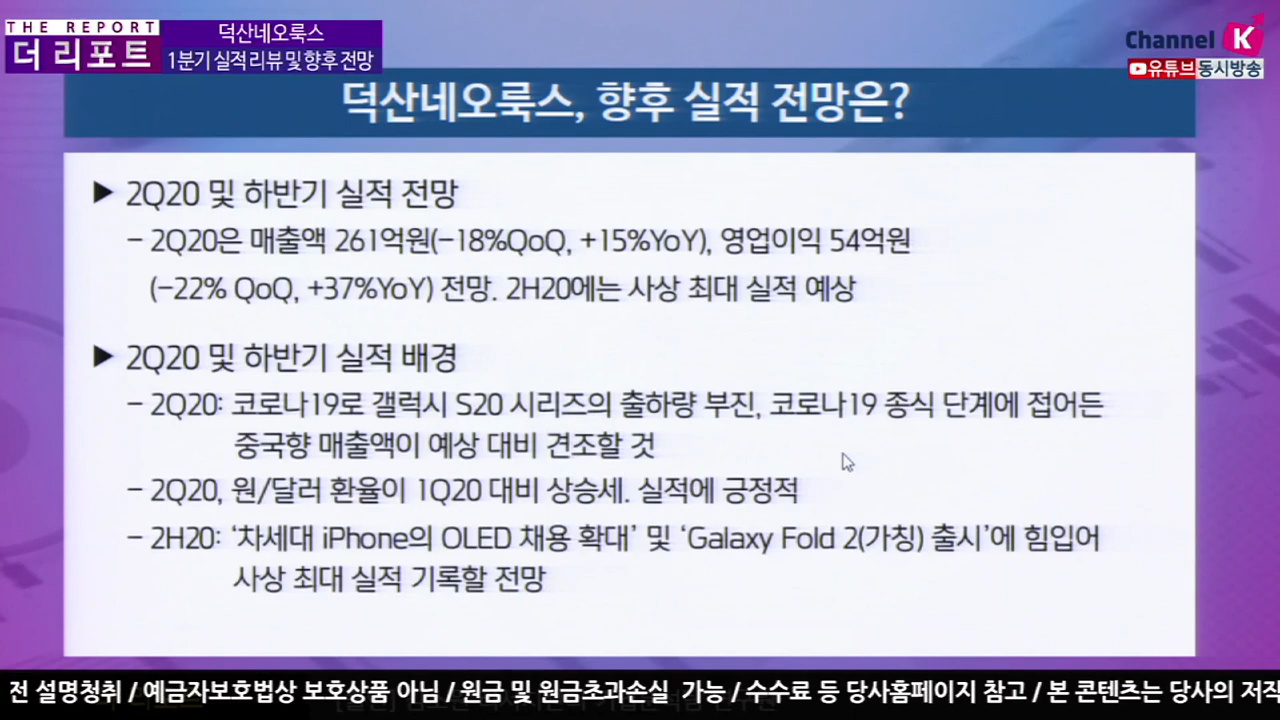 THE REPORT
더 리포트
덕산네오룩스
1분기 실적 리뷰 및 향후 전망
Channel K
유튜브 동시방송
덕산네오룩스, 향후 실적 전망은?
▶ 2Q20 및 하반기 실적 전망
- 2Q20은 매출액 261억원(-18%QoQ, +15%YoY), 영업이익 54억원
(-22% QoQ, +37%YoY) 전망. 2H20에는 사상 최대 실적 예상
▶ 2Q20 및 하반기 실적 배경
- 2Q20: 코로나19로 갤럭시 S20 시리즈의 출하량 부진, 코로나19 종식 단계에 접어든
중국향 매출액이 예상 대비 견조할 것
- 2Q20, 원/달러 환율이 1Q20 대비 상승세. 실적에 긍정적
- 2H20: ‘차세대 iPhone의 OLED 채용 확대’ 및 ‘Galaxy Fold 2(가칭) 출시’에 힘입어
사상 최대 실적 기록할 전망
전 설명청취 / 예금자보호법상 보호상품 아님 / 원금 및 원금초과손실 가능 / 수수료 등 당사홈페이지 참고 / 본 콘텐츠는 당사의 저작